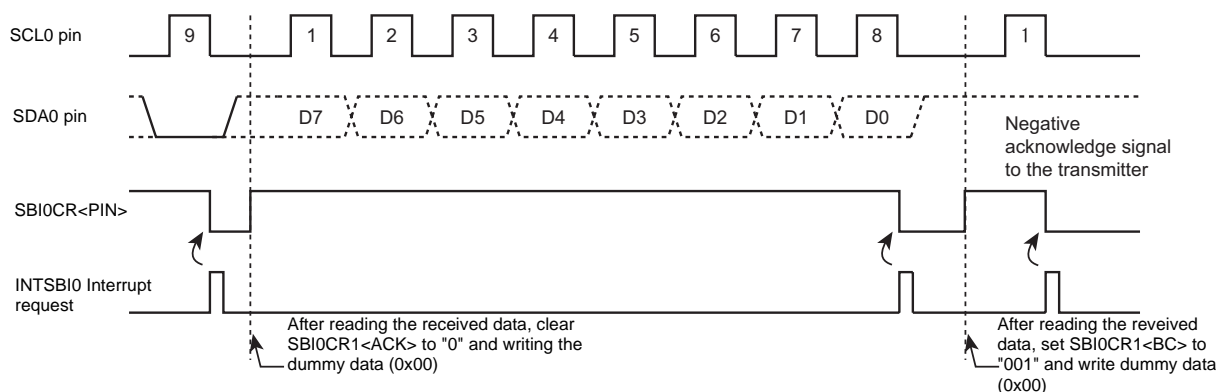 SCL0 pin
9 1 2 3 4 5 6 7 8 1
SDA0 pin
D7 D6 D5 D4 D3 D2 D1 D0
Negative
acknowledge signal
to the transmitter
SBI0CR<PIN>
INTSBI0 Interrupt
request
After reading the received data, clear
SBI0CR1<ACK> to "0" and writing the
dummy data (0x00)
After reading the reveived
data, set SBI0CR1<BC> to
"001" and write dummy data
(0x00)